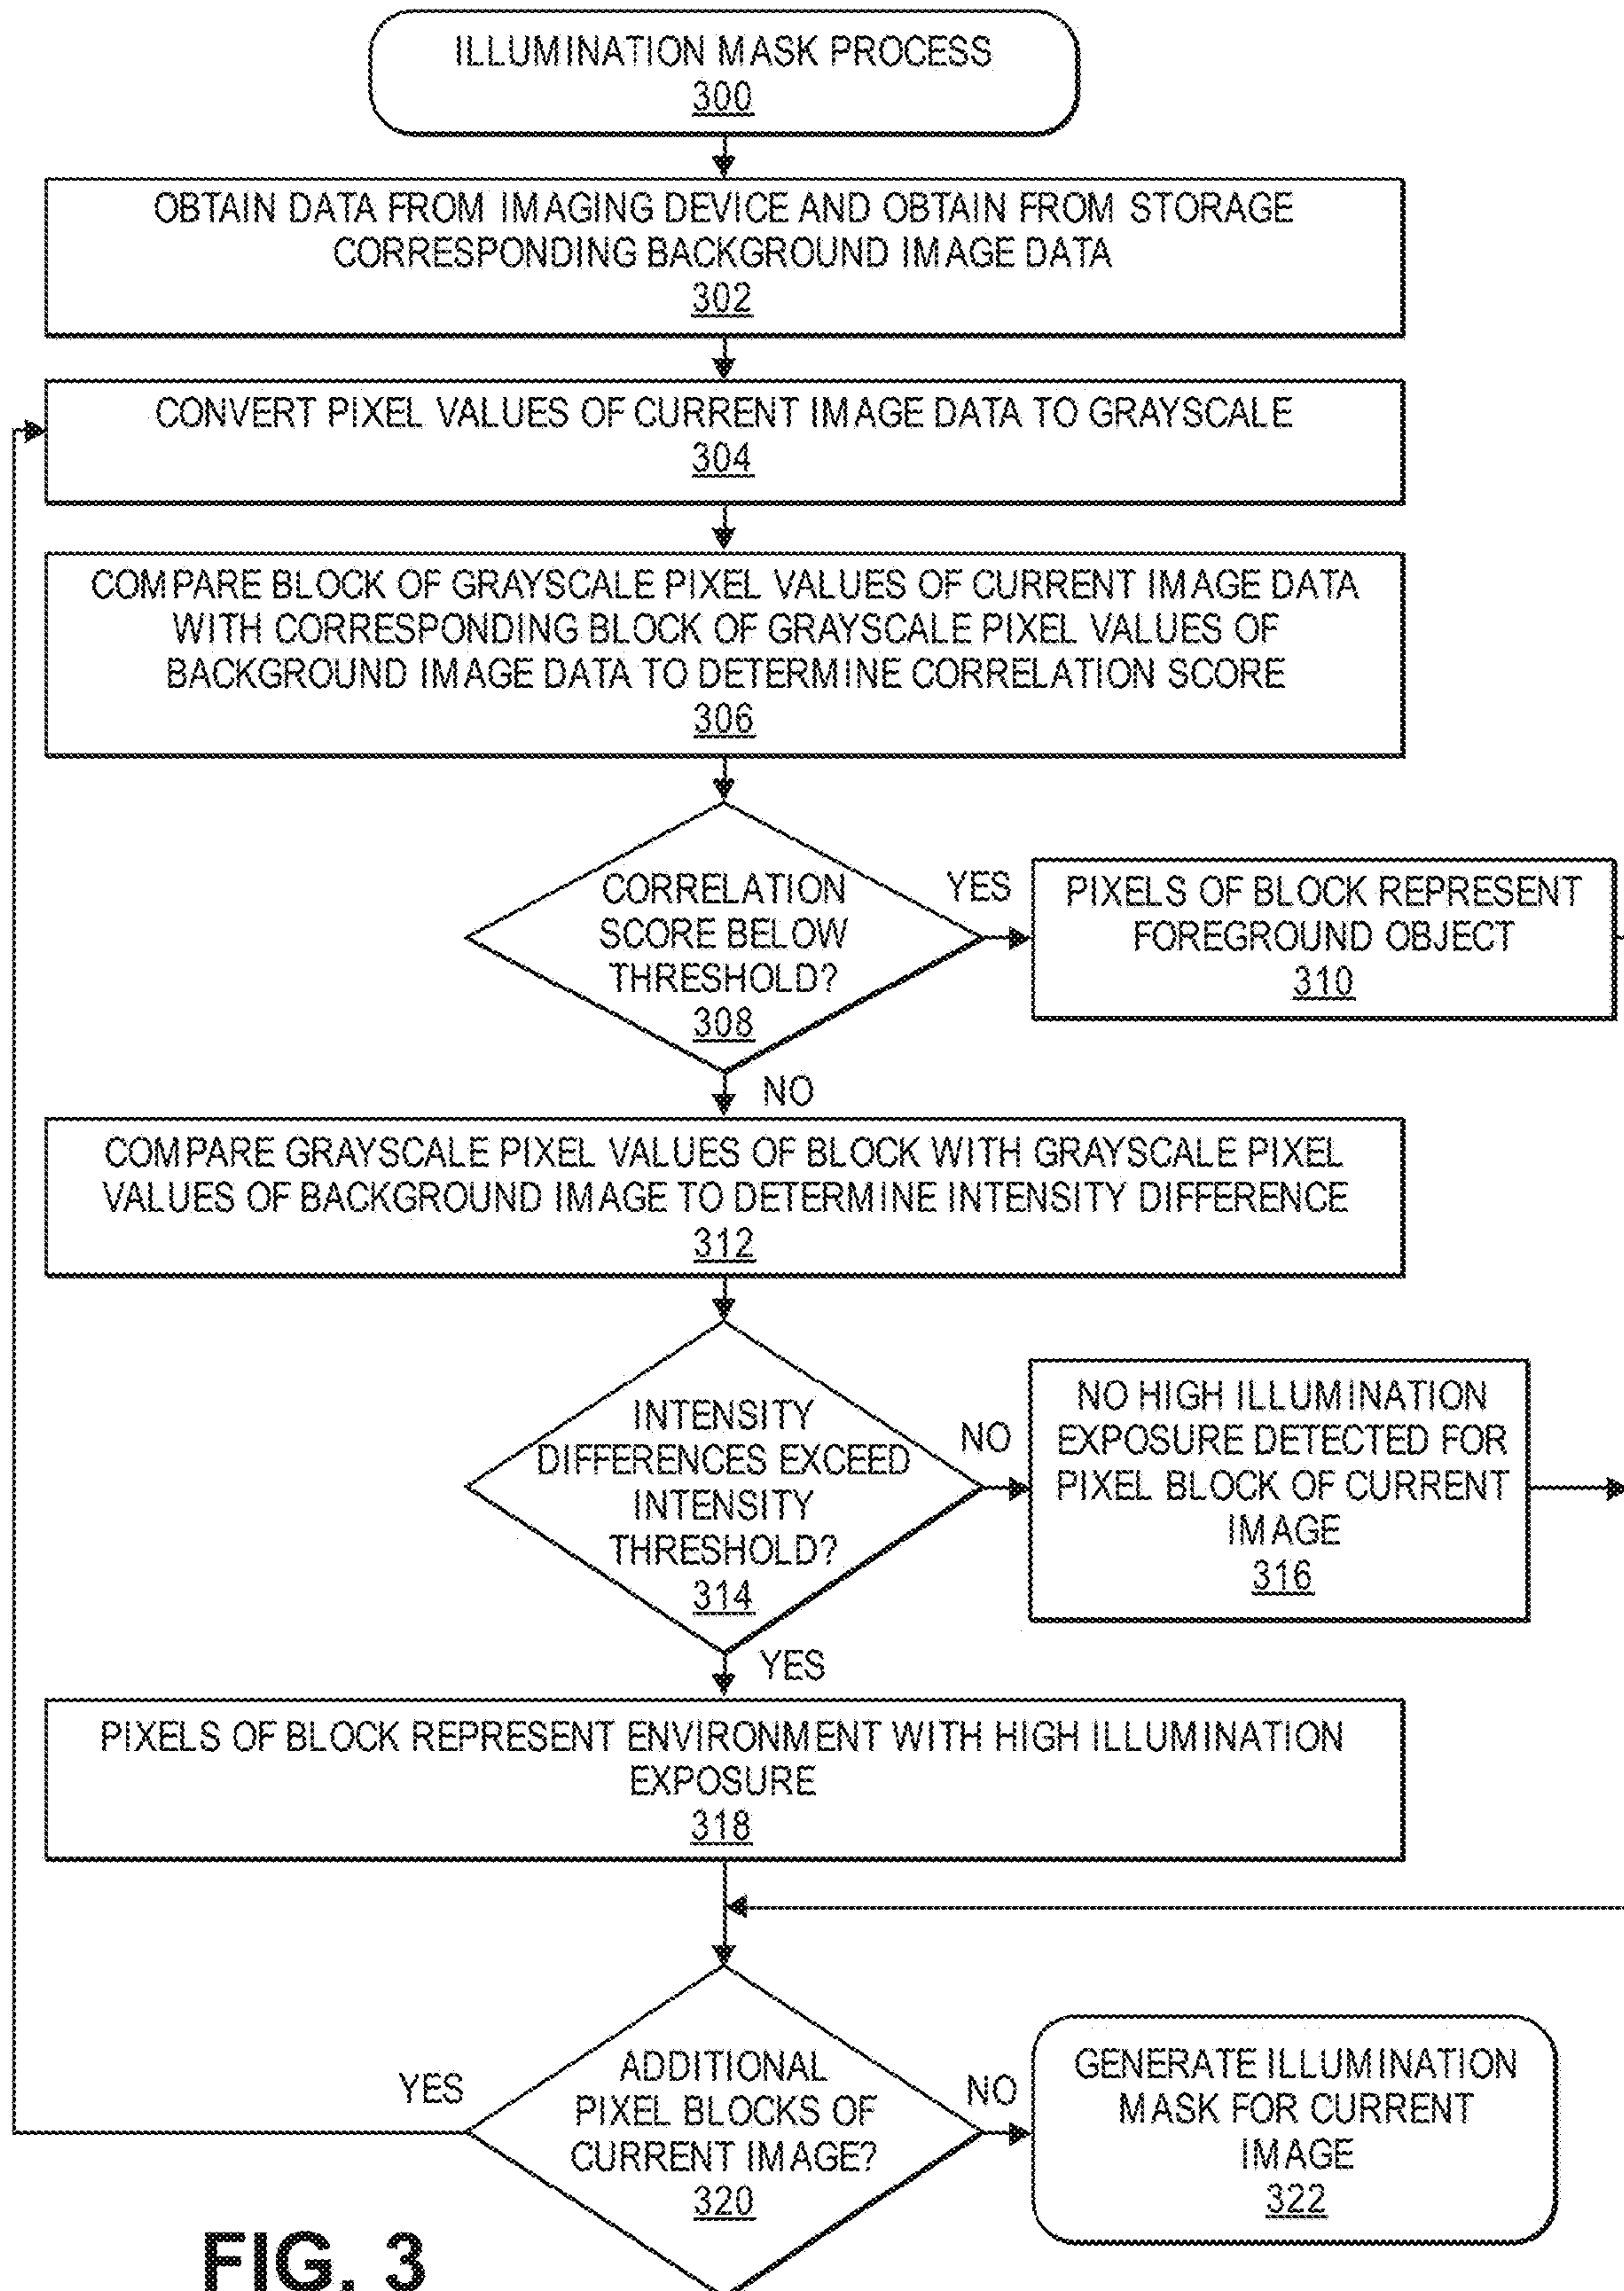 ILLUMINATION MASK PROCESS
300
OBTAIN DATA FROM IMAGING DEVICE AND OBTAIN FROM STORAGE
CORRESPONDING BACKGROUND IMAGE DATA
302
CONVERT PIXEL VALUES OF CURRENT IMAGE DATA TO GRAYSCALE
304
COMPARE BLOCK OF GRAYSCALE PIXEL VALUES OF CURRENT IMAGE DATA
WITH CORRESPONDING BLOCK OF GRAYSCALE PIXEL VALUES OF
BACKGROUND IMAGE DATA TO DETERMINE CORRELATION SCORE
306
CORRELATION
SCORE BELOW
THRESHOLD?
308
YES
PIXELS OF BLOCK REPRESENT
FOREGROUND OBJECT
310
NO
COMPARE GRAYSCALE PIXEL VALUES OF BLOCK WITH GRAYSCALE PIXEL
VALUES OF BACKGROUND IMAGE TO DETERMINE INTENSITY DIFFERENCE
312
INTENSITY
DIFFERENCES EXCEED
INTENSITY
THRESHOLD?
314
NO
NO HIGH ILLUMINATION
EXPOSURE DETECTED FOR
PIXEL BLOCK OF CURRENT
IMAGE
316
YES
PIXELS OF BLOCK REPRESENT ENVIRONMENT WITH HIGH ILLUMINATION
EXPOSURE
318
YES
ADDITIONAL
PIXEL BLOCKS OF
CURRENT IMAGE?
320
NO
GENERATE ILLUMINATION
MASK FOR CURRENT
IMAGE
322
FIG. 3